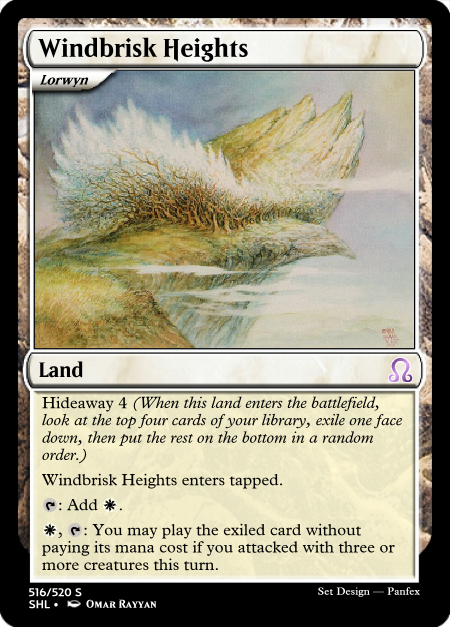 Windbrisk Heights
Lorwyn
Land
Hideaway 4 (When this land enters the battlefield,
look at the top four cards of your library, exile one face
down, then put the rest on the bottom in a random
order.)
Windbrisk Heights enters tapped.
: Add .
, : You may play the exiled card without
paying its mana cost if you attacked with three or
more creatures this turn.
516/520 S
SHL • Omar Rayyan
Set Design — Panfex